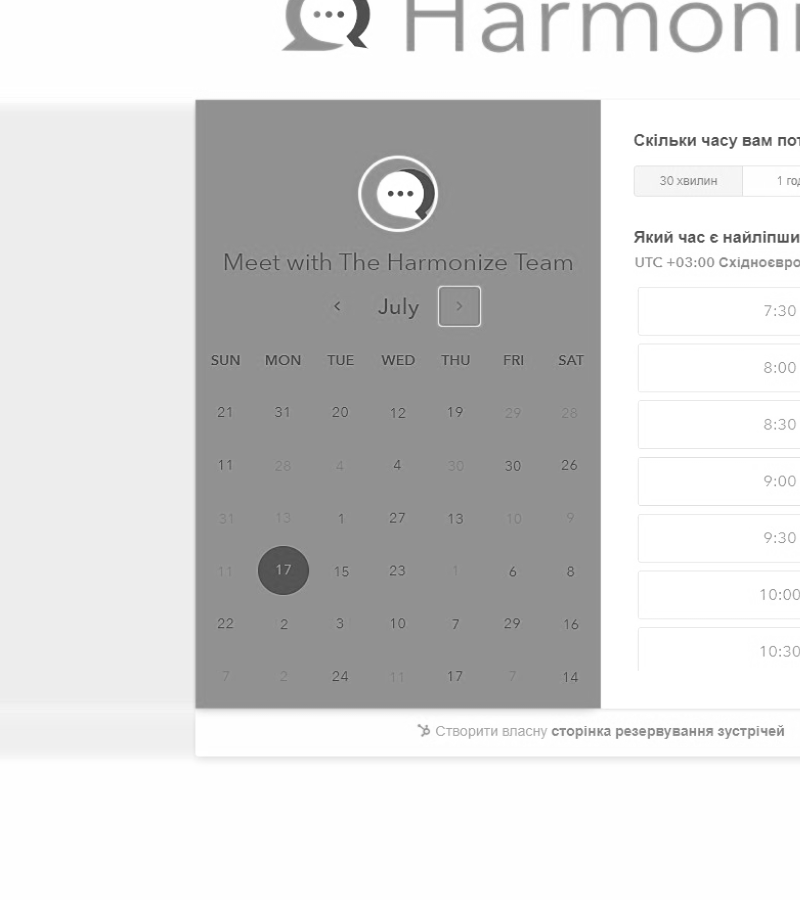 Harmoni
Meet with The Harmonize Team
July
SUN MON TUE WED THU FRI SAT
21 31 20 12 19 29 28
11 28 4 4 30 30 26
31 13 1 27 13 10 9
11 17 15 23 1 6 8
22 2 3 10 7 29 16
7 2 24 11 17 7 14
Скільки часу вам пот
30 хвилин 1 год
Який час є найліпши
UTC +03:00 Східноєвро
7:30
8:00
8:30
9:00
9:30
10:00
10:30
Створити власну сторінка резервування зустрічей